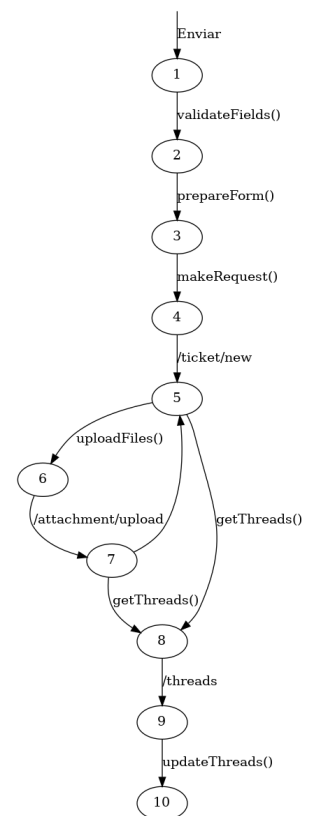 Enviar
1
validateFields()
2
prepareForm()
3
makeRequest()
4
/ticket/new
5
uploadFiles()
6
/attachment/upload
getThreads()
7
getThreads()
8
/threads
9
updateThreads()
10